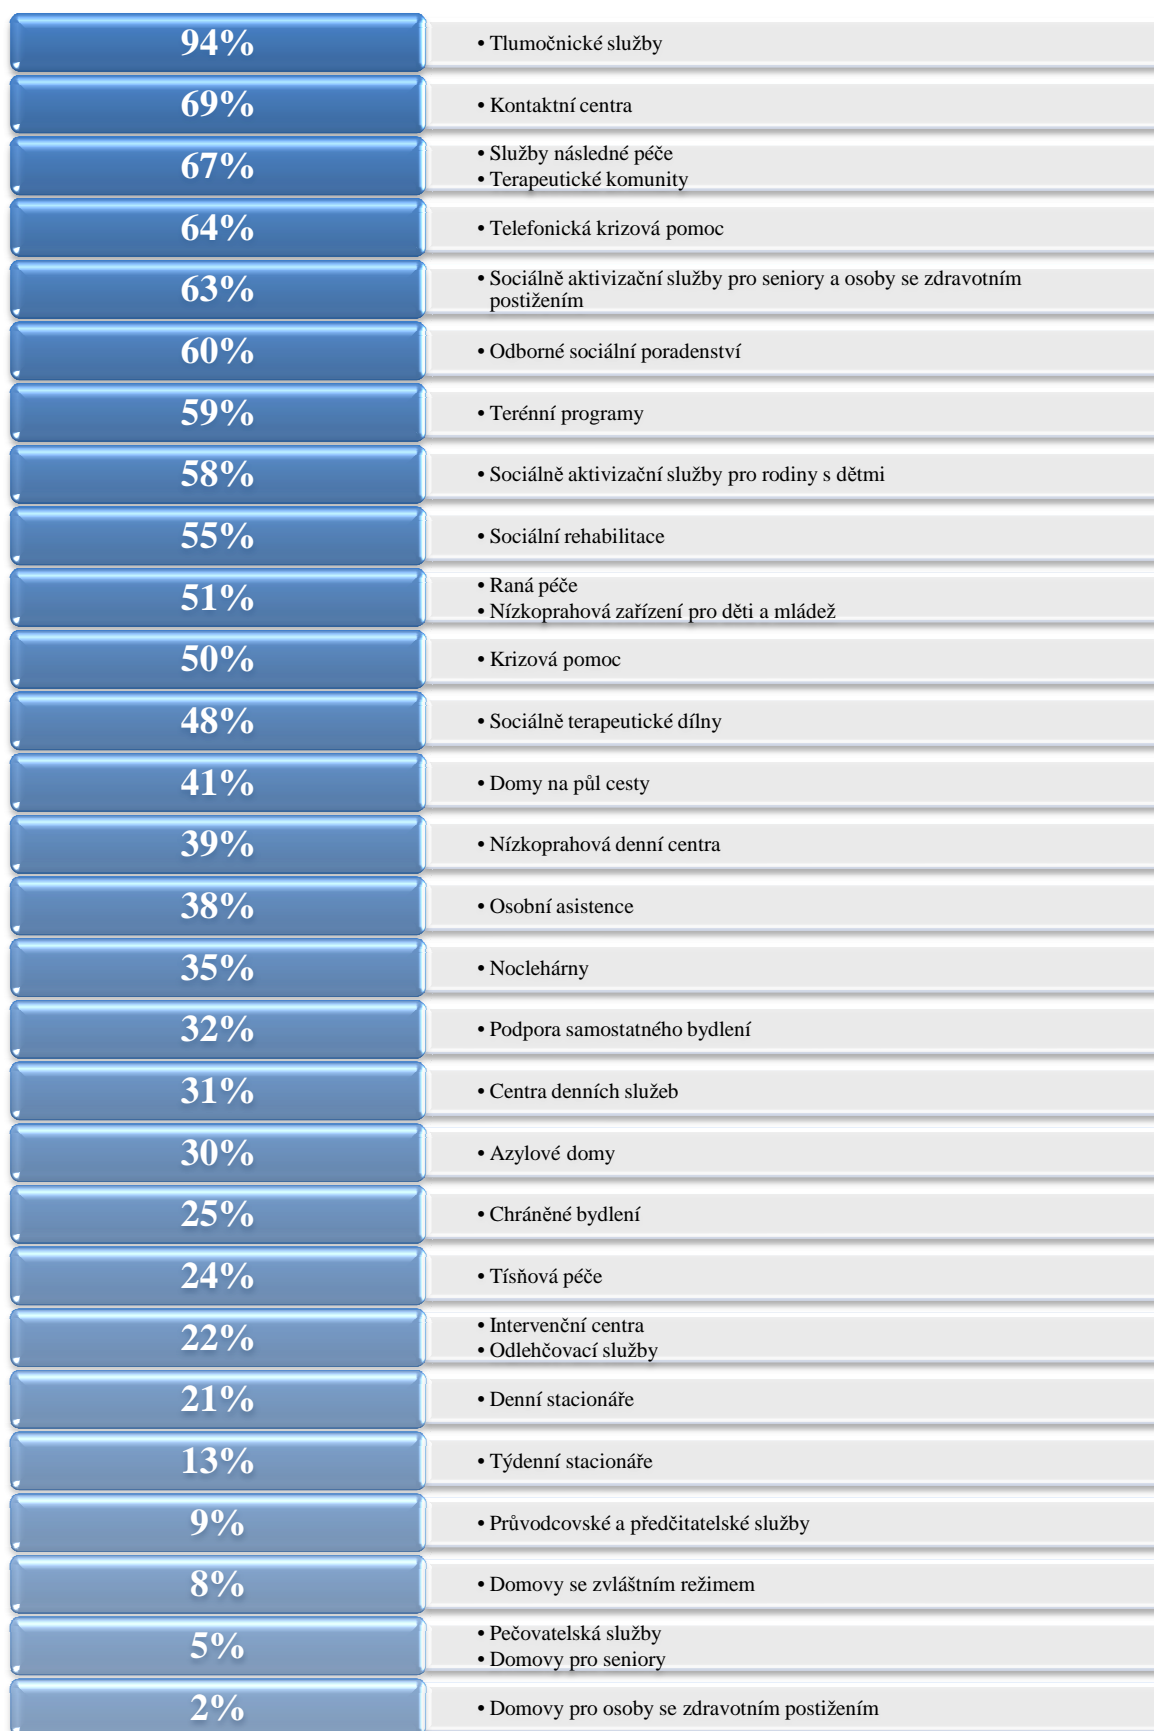 94%
• Tlumočnické služby
69%
• Kontaktní centra
67%
• Služby následné péče
• Terapeutické komunity
64%
• Telefonická krizová pomoc
63%
• Sociálně aktivizační služby pro seniory a osoby se zdravotním
postižením
60%
• Odborné sociální poradenství
59%
• Terénní programy
58%
• Sociálně aktivizační služby pro rodiny s dětmi
55%
• Sociální rehabilitace
51%
• Raná péče
• Nízkoprahová zařízení pro děti a mládež
50%
• Krizová pomoc
48%
• Sociálně terapeutické dílny
41%
• Domy na půl cesty
39%
• Nízkoprahová denní centra
38%
• Osobní asistence
35%
• Noclehárny
32%
• Podpora samostatného bydlení
31%
• Centra denních služeb
30%
• Azylové domy
25%
• Chráněné bydlení
24%
• Tísňová péče
22%
• Intervenční centra
• Odlehčovací služby
21%
• Denní stacionáře
13%
• Týdenní stacionáře
9%
• Průvodcovské a předčitatelské služby
8%
• Domovy se zvláštním režimem
5%
• Pečovatelská služby
• Domovy pro seniory
2%
• Domovy pro osoby se zdravotním postižením